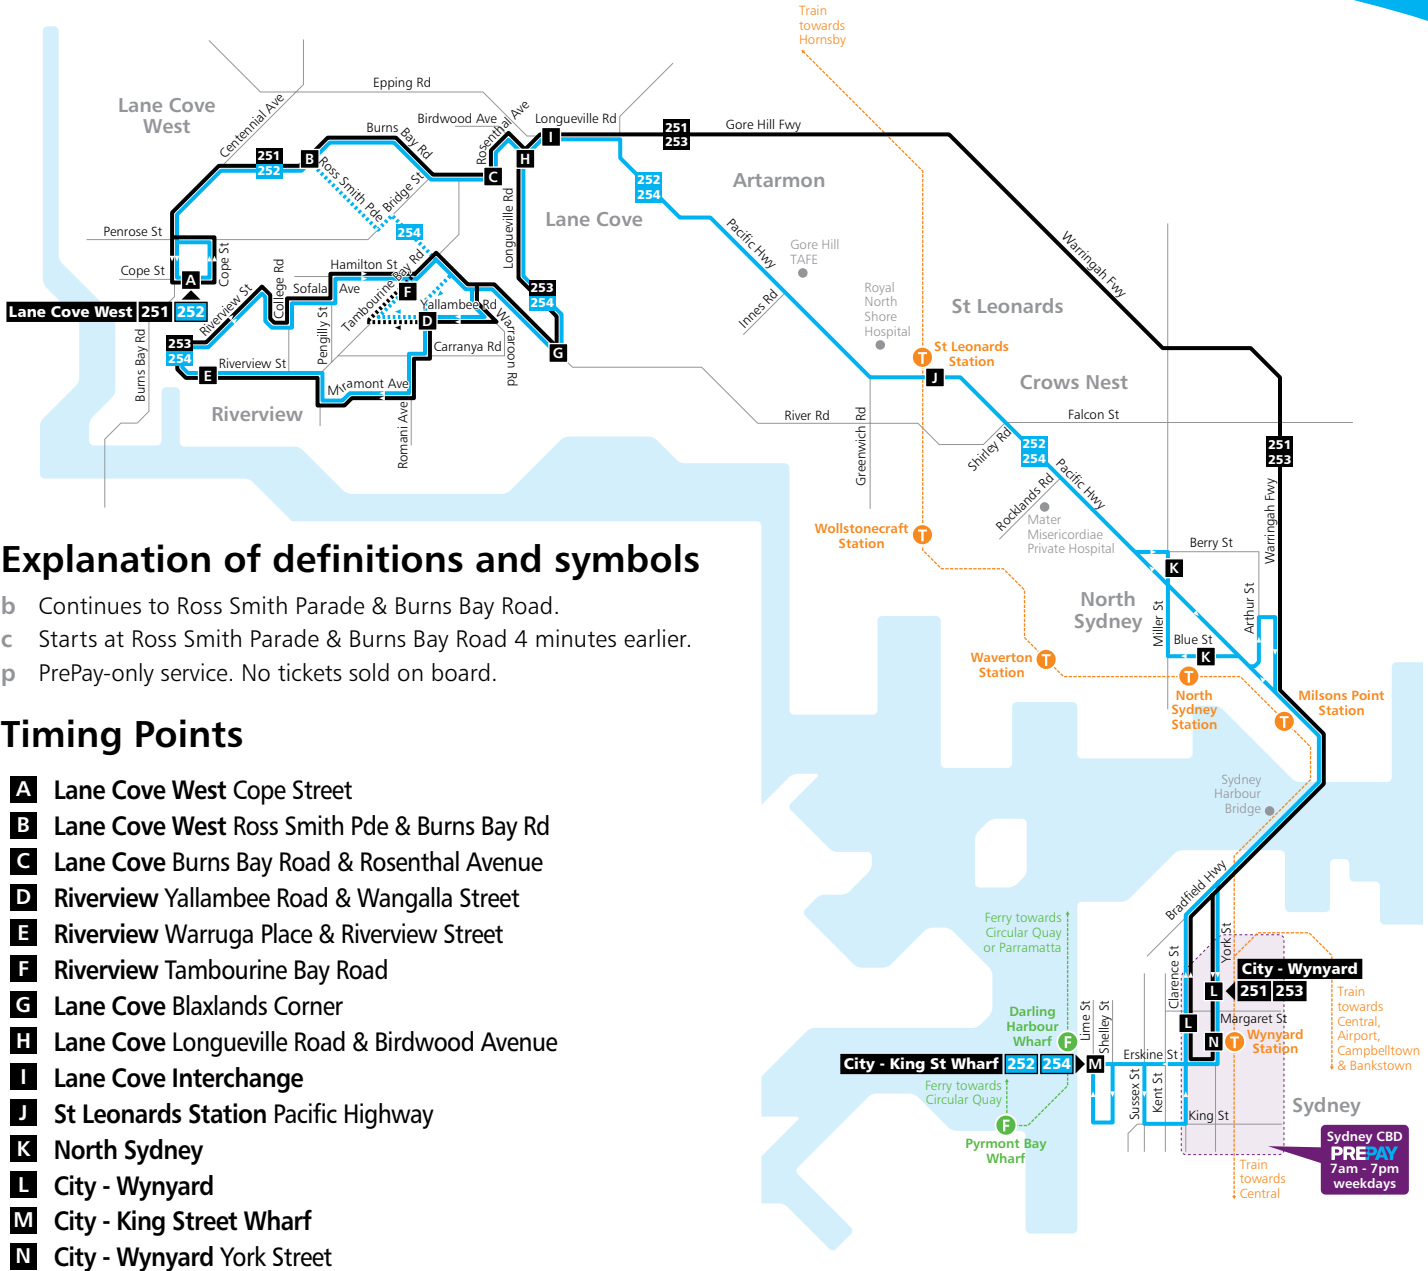 Train
towards
Hornsby
Epping Rd
Lane Cove
West
Centennial Ave
Birdwood Ave
Rosenthal Ave
Longueville Rd
Burns Bay Rd
I
251
253
Gore Hill Fwy
251
252
B
H
C
Ross Smith Pde
Bridge St
252
254
Artarmon
Lane Cove
Longueville Rd
Pacific Hwy
Penrose St
254
Cope St
Cope St
A
Hamilton St
College Rd
Sofala Ave
Tambourine Bay Rd
F
Gore Hill
TAFE
Warringah Fwy
Royal
North
Shore
Hospital
Innes Rd
St Leonards
Lane Cove West 251 252
Riverview St
Pengilly St
Yallambee Rd
D
253
254
Warraroon Rd
G
253
254
Burns Bay Rd
Riverview St
E
Carranya Rd
Miramont Ave
Romani Ave
Riverview
T
St Leonards
Station
J
Crows Nest
River Rd
Falcon St
Greenwich Rd
Shirley Rd
252
254
Pacific Hwy
251
253
Rocklands Rd
Mater
Misericordiae
Private Hospital
Warringah Fwy
Wollstonecraft
Station
T
Berry St
K
North
Sydney
Miller St
Arthur St
Blue St
K
Waverton
Station
T
T
North
Sydney
Station
Milsons Point
Station
T
Sydney
Harbour
Bridge
Bradfield Hwy
Explanation of definitions and symbols
b Continues to Ross Smith Parade & Burns Bay Road.
c Starts at Ross Smith Parade & Burns Bay Road 4 minutes earlier.
p PrePay-only service. No tickets sold on board.
Timing Points
A Lane Cove West Cope Street
B Lane Cove West Ross Smith Pde & Burns Bay Rd
C Lane Cove Burns Bay Road & Rosenthal Avenue
D Riverview Yallambee Road & Wangalla Street
E Riverview Warruga Place & Riverview Street
F Riverview Tambourine Bay Road
G Lane Cove Blaxlands Corner
H Lane Cove Longueville Road & Birdwood Avenue
I Lane Cove Interchange
J St Leonards Station Pacific Highway
K North Sydney
L City - Wynyard
M City - King Street Wharf
N City - Wynyard York Street
Ferry towards
Circular Quay
or Parramatta
Clarence St
York St
City - Wynyard
L
251 253
Darling
Harbour
Wharf
F
Lime St
Shelley St
L
Margaret St
N
T
Wynyard
Station
Train
towards
Central,
Airport,
Campbelltown
& Bankstown
City - King St Wharf 252 254
M
Erskine St
Ferry towards
Circular Quay
Sussex St
Kent St
King St
Sydney
F
Pyrmont Bay
Wharf
Train
towards
Central
Sydney CBD
PREPAY
7am - 7pm
weekdays